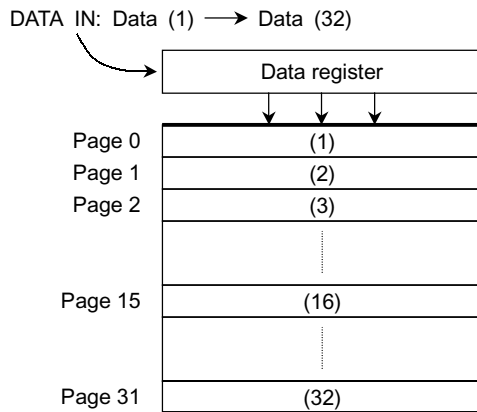 DATA IN: Data (1) → Data (32)
Data register
Page 0 (1)
Page 1 (2)
Page 2 (3)
Page 15 (16)
Page 31 (32)